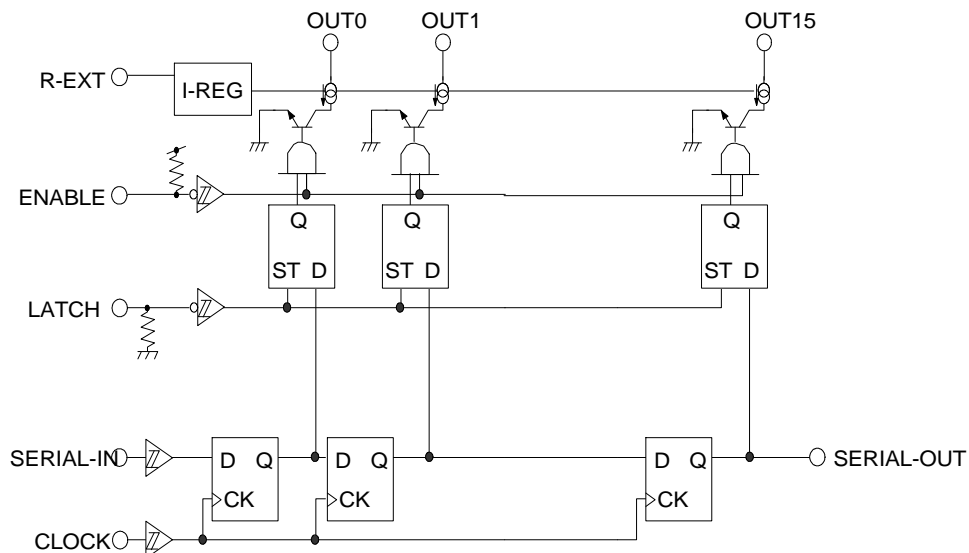 OUT0 OUT1 OUT15
R-EXT I-REG
ENABLE
Q Q Q
ST D ST D ST D
LATCH
SERIAL-IN D Q D Q D Q SERIAL-OUT
CK CK CK
CLOCK